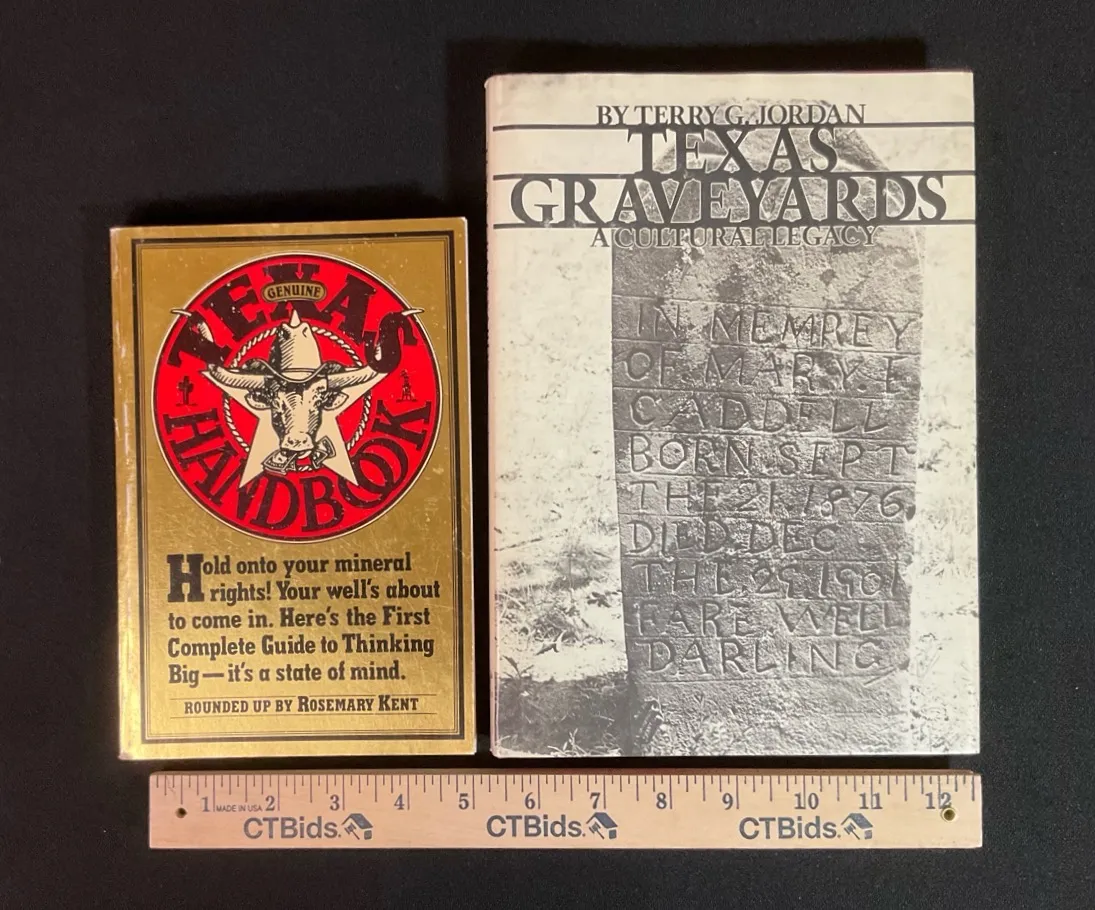 TEXAS
GENUINE
HANDBOOK
Hold onto your mineral
rights! Your well's about
to come in. Here's the First
Complete Guide to Thinking
Big—it's a state of mind.
ROUNDED UP BY ROSEMARY KENT
BY TERRY G. JORDAN
TEXAS
GRAVEYARDS
A CULTURAL LEGACY
IN MEMREY
OF MARY.E
CADDELL
BORN SEPT
THE 21 1876
DIED DEC
THE 29 1901
FARE WELL
DARLING
1 MADE IN USA 2 3 4 5 6 7 8 9 10 11 12
CTBids. CTBids. CTBids.